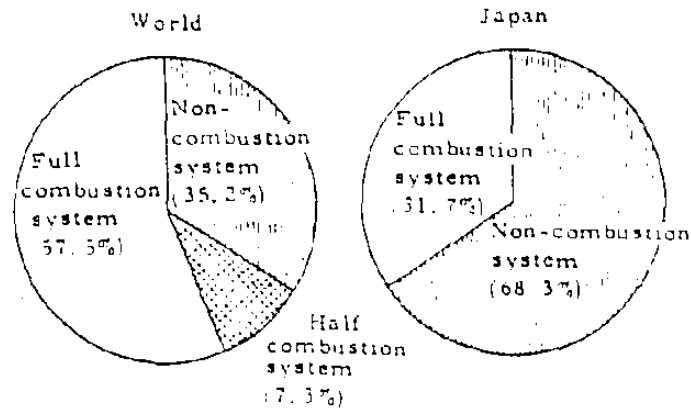 World
Non-
combustion
system
(35.2%)
Full
combustion
system
(57.5%)
Half
combustion
system
(7.3%)
Japan
Full
combustion
system
(31.7%)
Non-combustion
system
(68.3%)